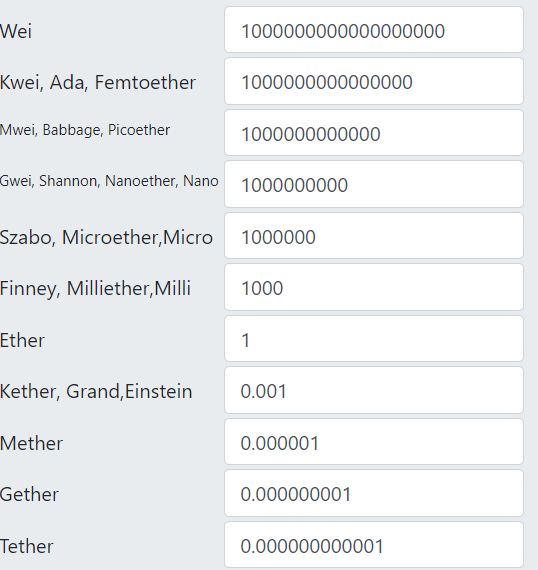 Wei 1000000000000000000
Kwei, Ada, Femtoether 1000000000000000
Mwei, Babbage, Picoether 1000000000000
Gwei, Shannon, Nanoether, Nano 1000000000
Szabo, Microether,Micro 1000000
Finney, Milliether,Milli 1000
Ether 1
Kether, Grand,Einstein 0.001
Mether 0.000001
Gether 0.000000001
Tether 0.000000000001